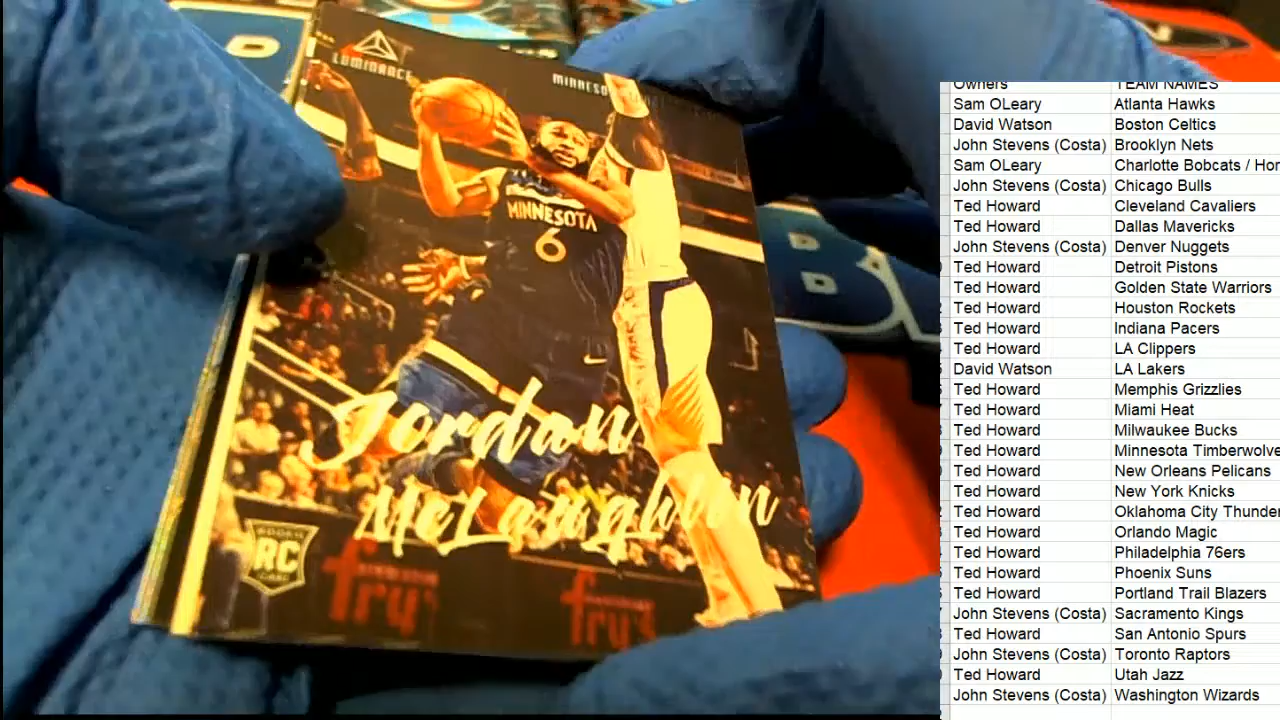 LUMINANCE
MINNESO
MINNESOTA
6
Jordan
McLaughlin
ROOKIE
RC
CARD
fry's
fry's
D
D
D
Owners TEAM NAMES
Sam OLeary Atlanta Hawks
David Watson Boston Celtics
John Stevens (Costa) Brooklyn Nets
Sam OLeary Charlotte Bobcats / Hor
John Stevens (Costa) Chicago Bulls
Ted Howard Cleveland Cavaliers
Ted Howard Dallas Mavericks
John Stevens (Costa) Denver Nuggets
Ted Howard Detroit Pistons
Ted Howard Golden State Warriors
Ted Howard Houston Rockets
Ted Howard Indiana Pacers
Ted Howard LA Clippers
David Watson LA Lakers
Ted Howard Memphis Grizzlies
Ted Howard Miami Heat
Ted Howard Milwaukee Bucks
Ted Howard Minnesota Timberwolve
Ted Howard New Orleans Pelicans
Ted Howard New York Knicks
Ted Howard Oklahoma City Thunder
Ted Howard Orlando Magic
Ted Howard Philadelphia 76ers
Ted Howard Phoenix Suns
Ted Howard Portland Trail Blazers
John Stevens (Costa) Sacramento Kings
Ted Howard San Antonio Spurs
John Stevens (Costa) Toronto Raptors
Ted Howard Utah Jazz
John Stevens (Costa) Washington Wizards